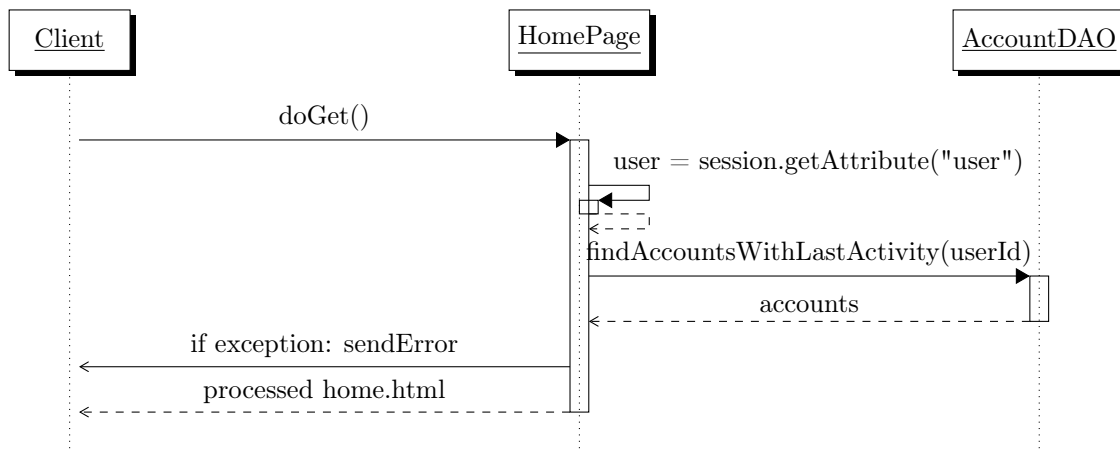 Client
HomePage
AccountDAO
doGet()
user = session.getAttribute("user")
findAccountsWithLastActivity(userId)
accounts
if exception: sendError
processed home.html